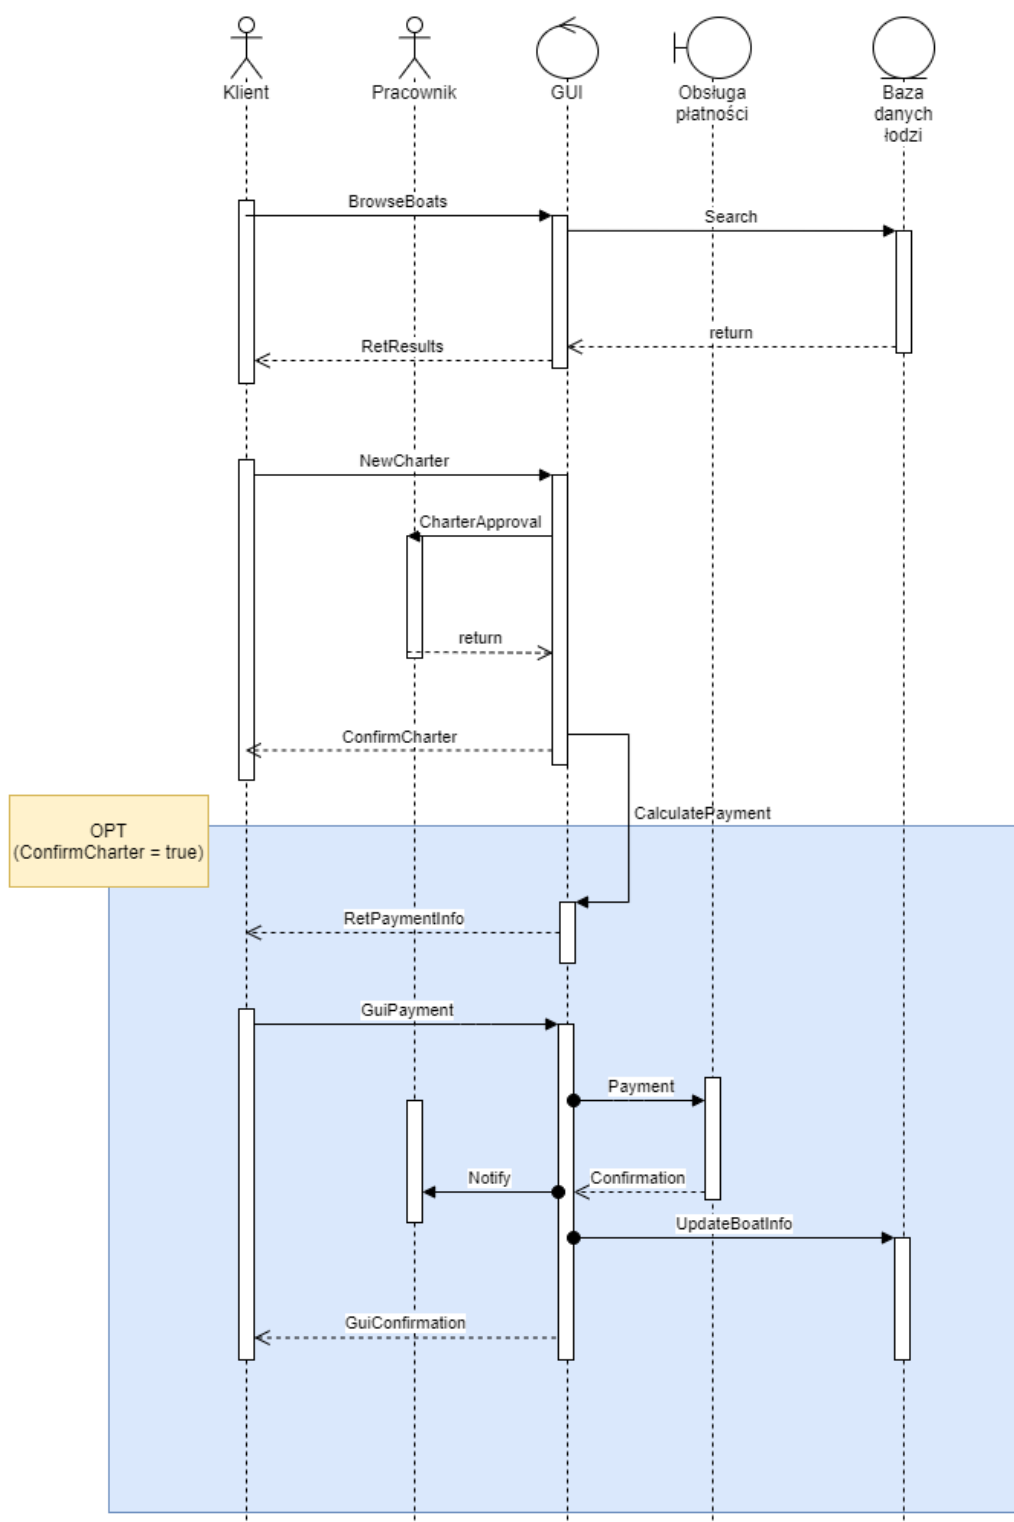 Klient
Pracownik
GUI
Obsługa
płatności
Baza
danych
łodzi
BrowseBoats
Search
return
RetResults
NewCharter
CharterApproval
return
ConfirmCharter
CalculatePayment
OPT
(ConfirmCharter = true)
RetPaymentInfo
GuiPayment
Payment
Notify
Confirmation
UpdateBoatInfo
GuiConfirmation